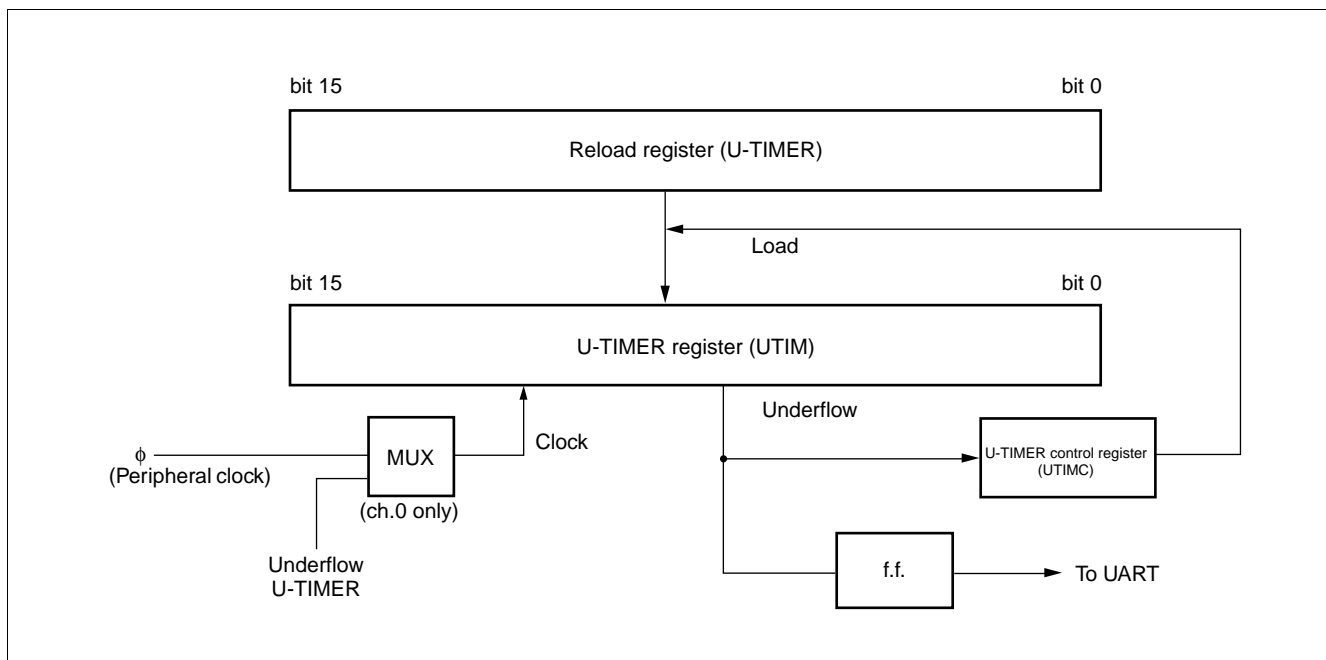 bit 15
bit 0
Reload register (U-TIMER)
Load
bit 15
bit 0
U-TIMER register (UTIM)
Underflow
Clock
MUX
ϕ
(Peripheral clock)
(ch.0 only)
U-TIMER control register
(UTIMC)
Underflow
U-TIMER
f.f.
To UART